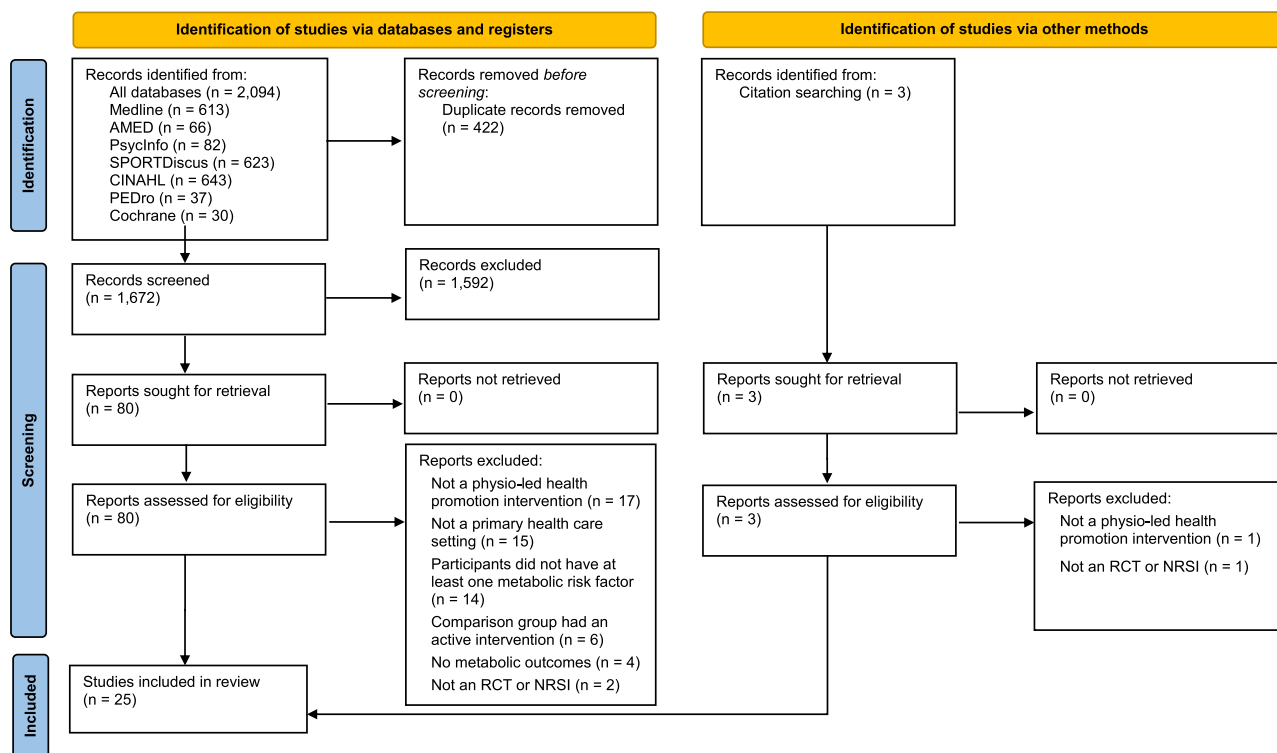 Identification of studies via databases and registers
Identification of studies via other methods
Identification
Records identified from:
All databases (n = 2,094)
Medline (n = 613)
AMED (n = 66)
PsycInfo (n = 82)
SPORTDiscus (n = 623)
CINAHL (n = 643)
PEDro (n = 37)
Cochrane (n = 30)
Records removed before
screening:
Duplicate records removed
(n = 422)
Records identified from:
Citation searching (n = 3)
Screening
Records screened
(n = 1,672)
Records excluded
(n = 1,592)
Reports sought for retrieval
(n = 80)
Reports not retrieved
(n = 0)
Reports sought for retrieval
(n = 3)
Reports not retrieved
(n = 0)
Reports assessed for eligibility
(n = 80)
Reports excluded:
Not a physio-led health
promotion intervention (n = 17)
Not a primary health care
setting (n = 15)
Participants did not have at
least one metabolic risk factor
(n = 14)
Comparison group had an
active intervention (n = 6)
No metabolic outcomes (n = 4)
Not an RCT or NRSI (n = 2)
Reports assessed for eligibility
(n = 3)
Reports excluded:
Not a physio-led health
promotion intervention (n = 1)
Not an RCT or NRSI (n = 1)
Included
Studies included in review
(n = 25)